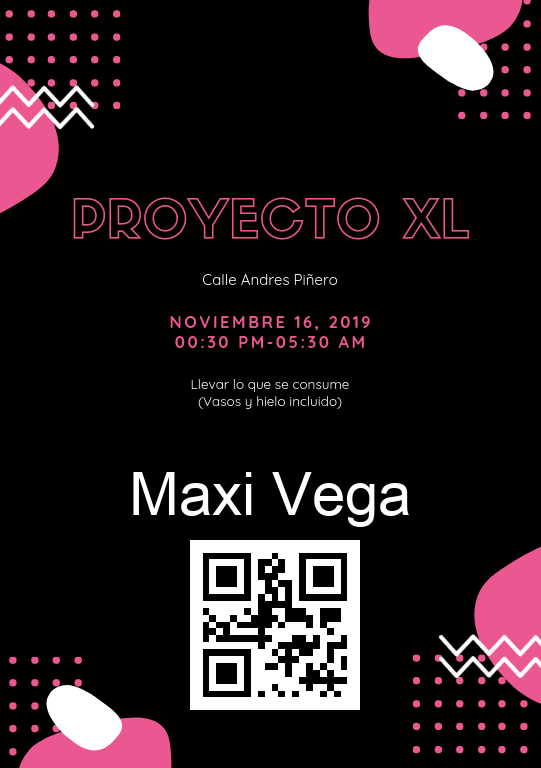 PROYECTO XL
Calle Andres Piñero
NOVIEMBRE 16, 2019
00:30 PM-05:30 AM
Llevar lo que se consume
(Vasos y hielo incluido)
Maxi Vega